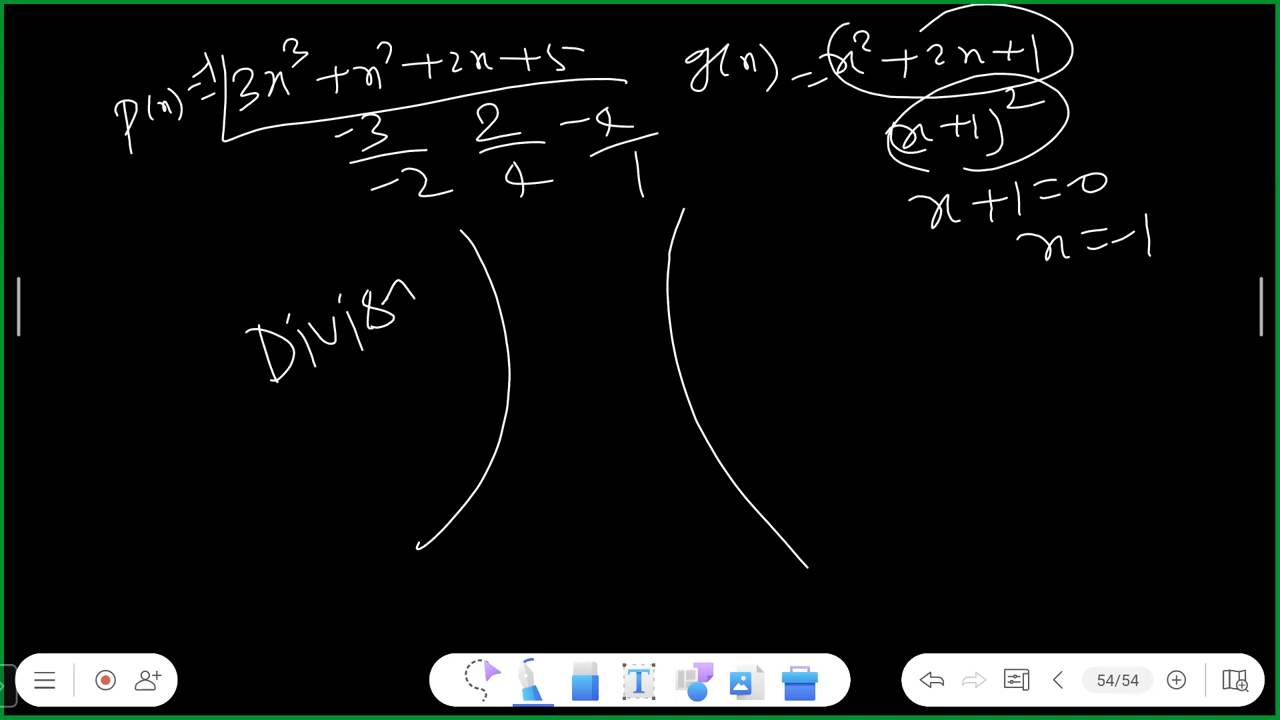 p(x) = -1 | 3x³ + x² + 2x + 5
-3 2 -4
-2 4 1
g(x) = x² + 2x + 1
(x+1)²
x+1=0
x=-1
Divisn
54/54